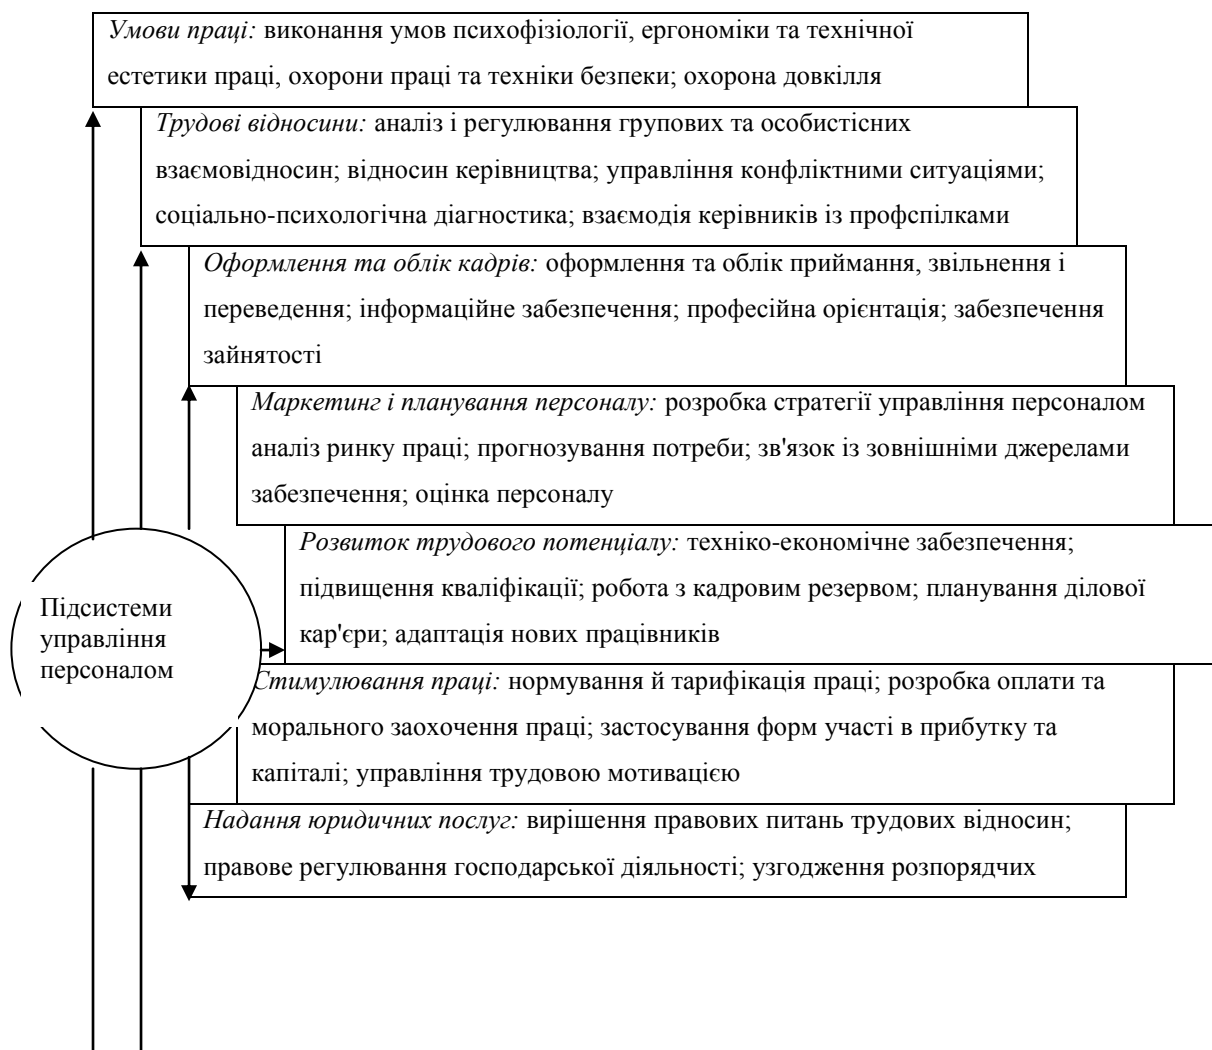 Умови праці: виконання умов психофізіології, ергономіки та технічної
естетики праці, охорони праці та техніки безпеки; охорона довкілля
Трудові відносини: аналіз і регулювання групових та особистісних
взаємовідносин; відносин керівництва; управління конфліктними ситуаціями;
соціально-психологічна діагностика; взаємодія керівників із профспілками
Оформлення та облік кадрів: оформлення та облік приймання, звільнення і
переведення; інформаційне забезпечення; професійна орієнтація; забезпечення
зайнятості
Маркетинг і планування персоналу: розробка стратегії управління персоналом
аналіз ринку праці; прогнозування потреби; зв'язок із зовнішніми джерелами
забезпечення; оцінка персоналу
Розвиток трудового потенціалу: техніко-економічне забезпечення;
підвищення кваліфікації; робота з кадровим резервом; планування ділової
кар'єри; адаптація нових працівників
Підсистеми
управління
персоналом
Стимулювання праці: нормування й тарифікація праці; розробка оплати та
морального заохочення праці; застосування форм участі в прибутку та
капіталі; управління трудовою мотивацією
Надання юридичних послуг: вирішення правових питань трудових відносин;
правове регулювання господарської діяльності; узгодження розпорядчих